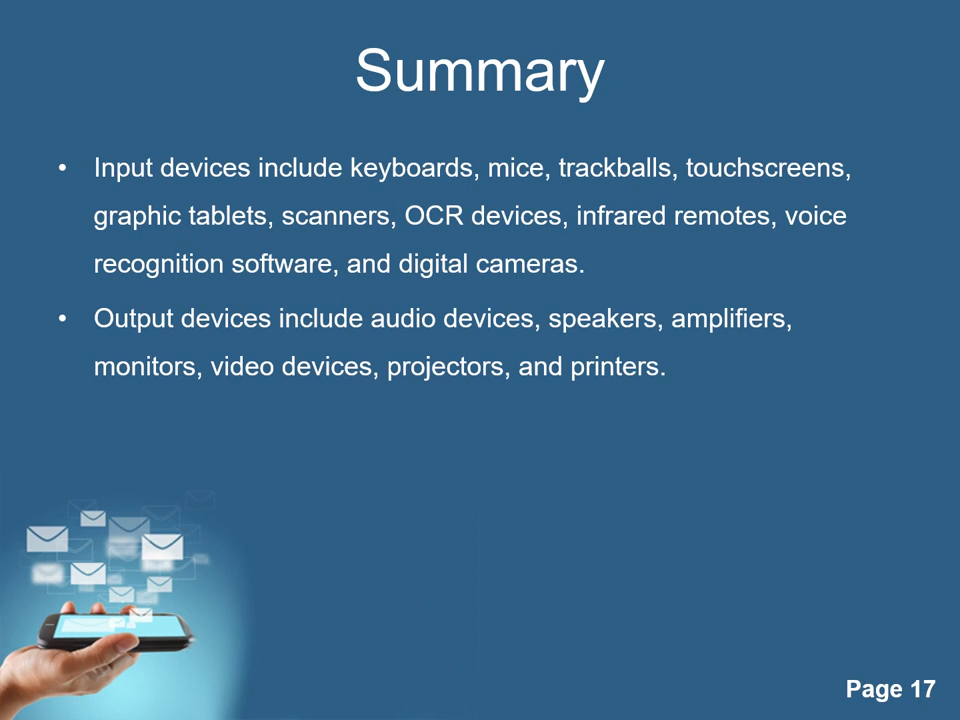 Summary
• Input devices include keyboards, mice, trackballs, touchscreens,
graphic tablets, scanners, OCR devices, infrared remotes, voice
recognition software, and digital cameras.
• Output devices include audio devices, speakers, amplifiers,
monitors, video devices, projectors, and printers.
Page 17